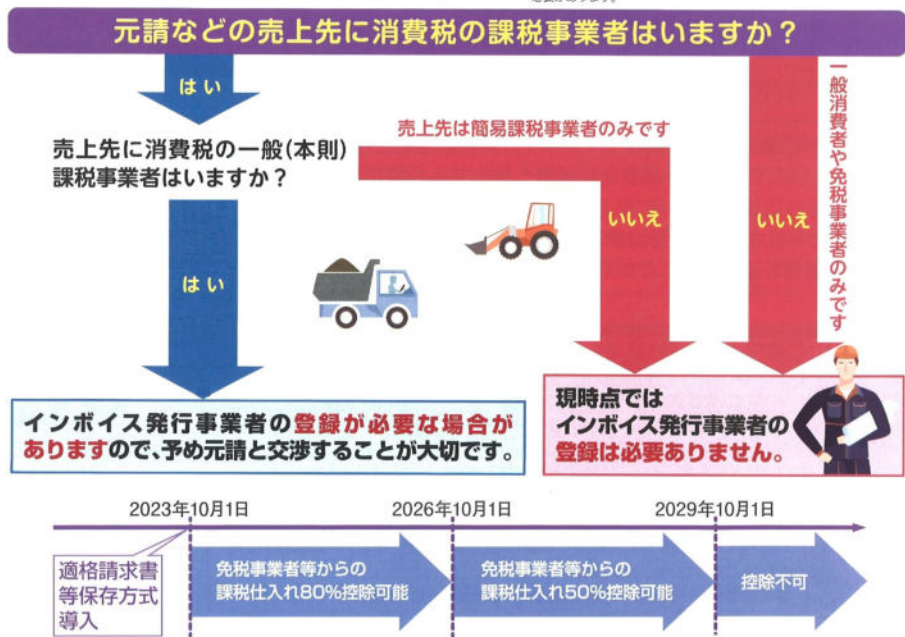 元請などの売上先に消費税の課税事業者はいますか？
はい
売上先に消費税の一般(本則)
課税事業者はいますか？
売上先は簡易課税事業者のみです
いいえ
いいえ
一般消費者や免税事業者のみです
はい
インボイス発行事業者の登録が必要な場合が
ありますので、予め元請と交渉することが大切です。
現時点では
インボイス発行事業者の
登録は必要ありません。
2023年10月1日
2026年10月1日
2029年10月1日
適格請求書
等保存方式
導入
免税事業者等からの
課税仕入れ80%控除可能
免税事業者等からの
課税仕入れ50%控除可能
控除不可